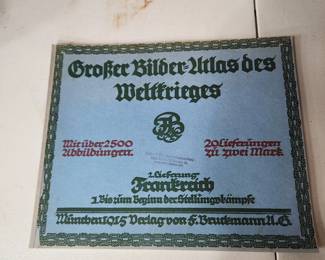 Großer Bilder-Atlas des
Weltkrieges
Mit über 2500
Abbildungen.
20 Lieferungen
zu zwei Mark.
2. Lieferung
Frankreich
1. Bis zum Beginn der Stellungskämpfe
München 1915 Verlag von F. Bruckmann A.G.